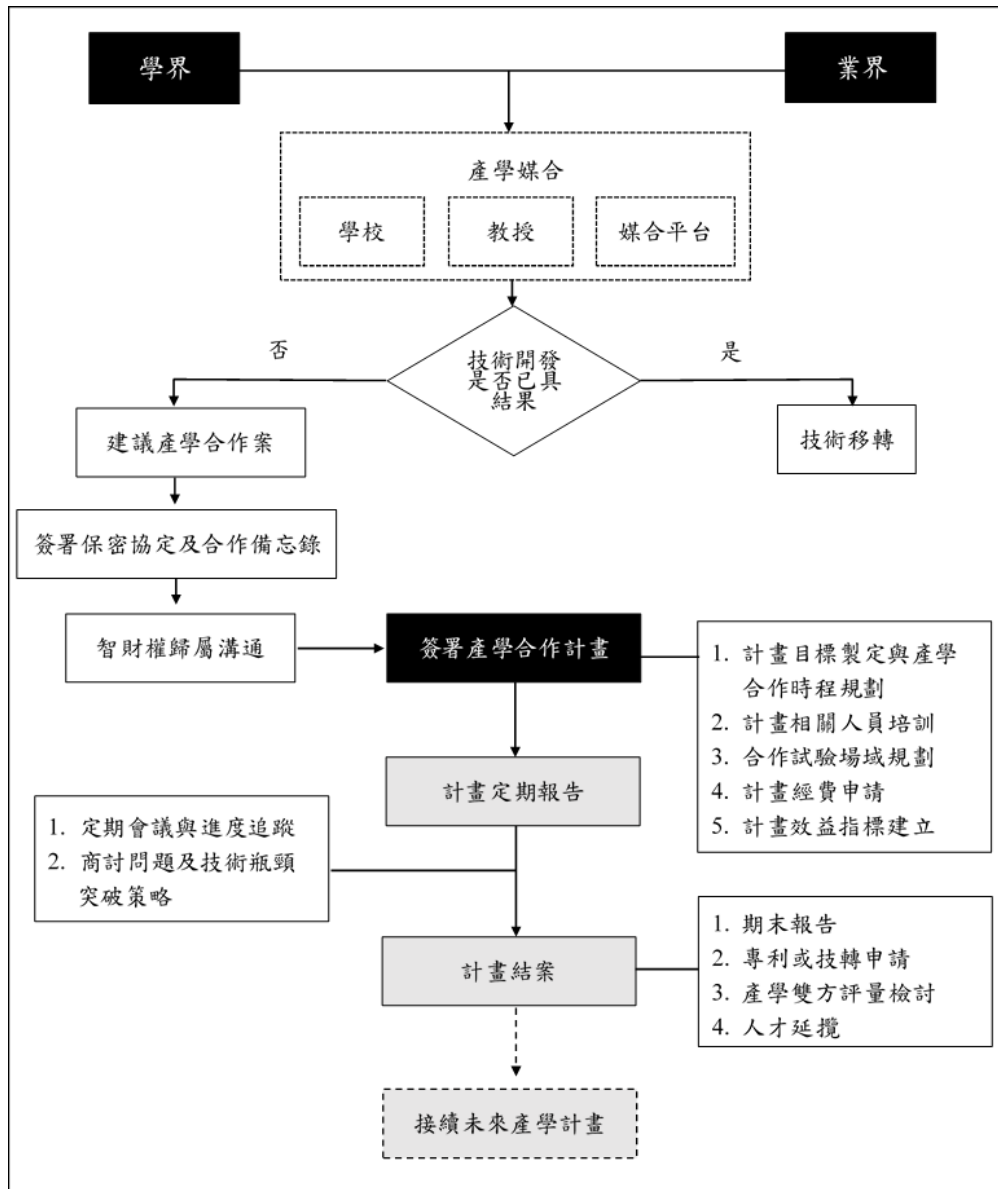 學界
業界
產學媒合
學校
教授
媒合平台
技術開發
是否已具
結果
否
是
建議產學合作案
技術移轉
簽署保密協定及合作備忘錄
智財權歸屬溝通
簽署產學合作計畫
1. 計畫目標製定與產學
合作時程規劃
2. 計畫相關人員培訓
3. 合作試驗場域規劃
4. 計畫經費申請
5. 計畫效益指標建立
計畫定期報告
1. 定期會議與進度追蹤
2. 商討問題及技術瓶頸
突破策略
計畫結案
1. 期末報告
2. 專利或技轉申請
3. 產學雙方評量檢討
4. 人才延攬
接續未來產學計畫